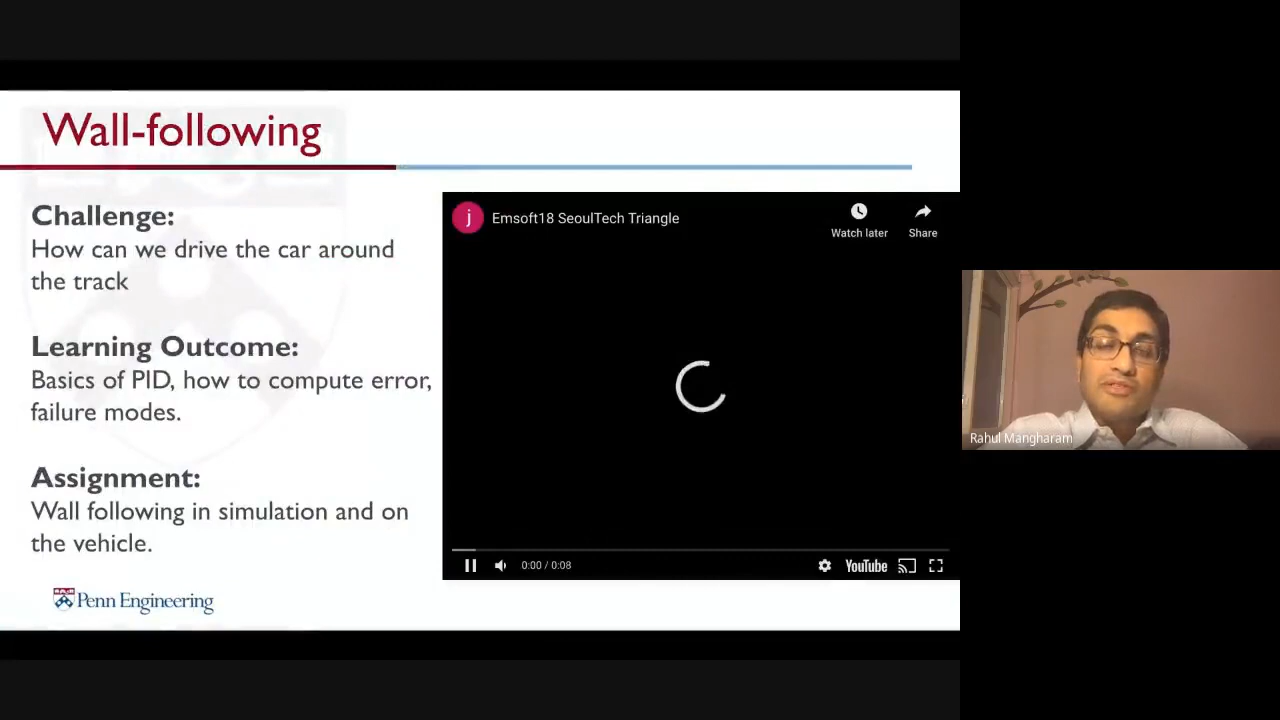 Wall-following
Challenge:
How can we drive the car around
the track
Learning Outcome:
Basics of PID, how to compute error,
failure modes.
Assignment:
Wall following in simulation and on
the vehicle.
Penn Engineering
j
Emsoft18 SeoulTech Triangle
Watch later
Share
0:00 / 0:08
YouTube
Rahul Mangharam